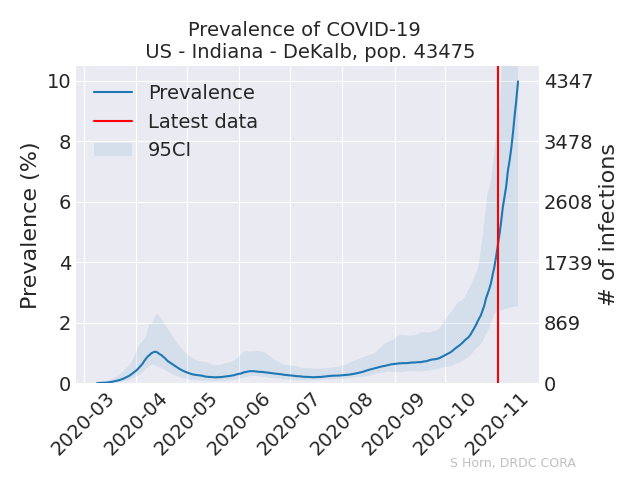 Prevalence of COVID-19
US - Indiana - DeKalb, pop. 43475
Prevalence
Latest data
95CI
Prevalence (%)
10
8
6
4
2
0
4347
3478
2608
1739
869
0
# of infections
2020-03
2020-04
2020-05
2020-06
2020-07
2020-08
2020-09
2020-10
2020-11
S Horn, DRDC CORA